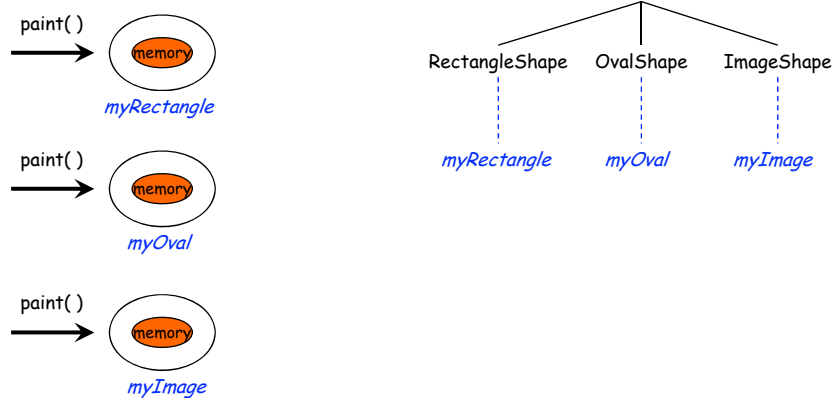 paint( )
memory
myRectangle
paint( )
memory
myOval
paint( )
memory
myImage
RectangleShape OvalShape ImageShape
myRectangle myOval myImage